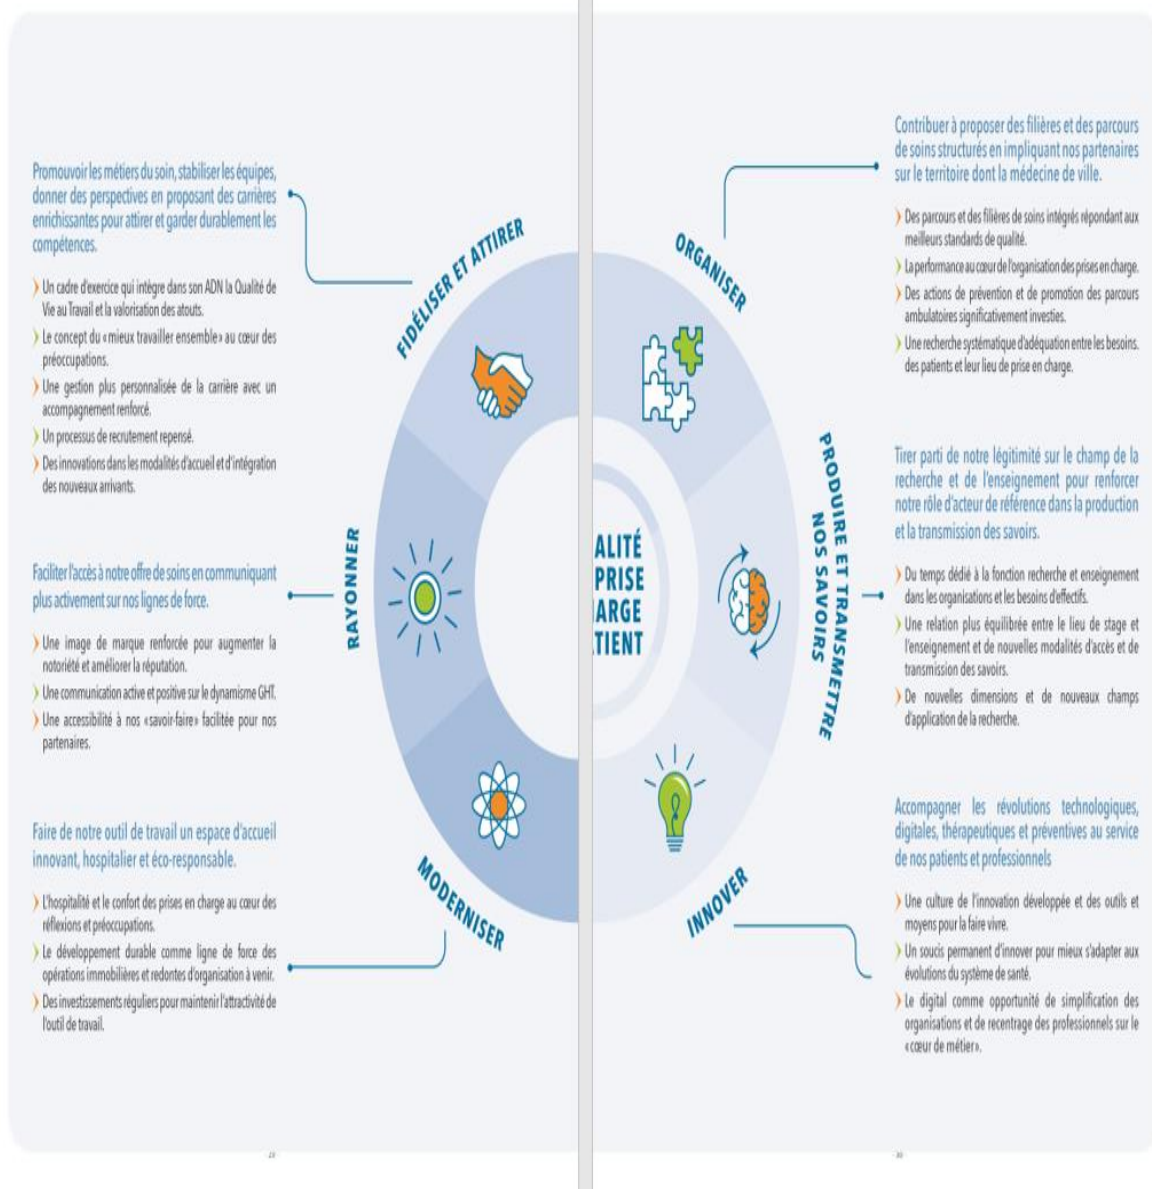 Promouvoir les métiers du soin, stabiliser les équipes,
donner des perspectives en proposant des carrières
enrichissantes pour attirer et garder durablement les
compétences.
Un cadre d'exercice qui intègre dans son ADN la Qualité de
Vie au Travail et la valorisation des atouts.
Le concept du «mieux travailler ensemble» au cœur des
préoccupations.
Une gestion plus personnalisée de la carrière avec un
accompagnement renforcé.
Un processus de recrutement repensé.
Des innovations dans les modalités d'accueil et d'intégration
des nouveaux arrivants.
FIDÉLISER ET ATTIRER
Faciliter l'accès à notre offre de soins en communiquant
plus activement sur nos lignes de force.
Une image de marque renforcée pour augmenter la
notoriété et améliorer la réputation.
Une communication active et positive sur le dynamisme GHT.
Une accessibilité à nos «savoir-faire» facilitée pour nos
partenaires.
RAYONNER
Faire de notre outil de travail un espace d'accueil
innovant, hospitalier et éco-responsable.
L'hospitalité et le confort des prises en charge au cœur des
réflexions et préoccupations.
Le développement durable comme ligne de force des
opérations immobilières et redontes d'organisation à venir.
Des investissements réguliers pour maintenir l'attractivité de
l'outil de travail.
MODERNISER
ALITÉ
PRISE
ARGE
TIENT
ORGANISER
Contribuer à proposer des filières et des parcours
de soins structurés en impliquant nos partenaires
sur le territoire dont la médecine de ville.
Des parcours et des filières de soins intégrés répondant aux
meilleurs standards de qualité.
La performance au cœur de l'organisation des prises en charge.
Des actions de prévention et de promotion des parcours
ambulatoires significativement investies.
Une recherche systématique d'adéquation entre les besoins.
des patients et leur lieu de prise en charge.
PRODUIRE ET TRANSMETTRE
NOS SAVOIRS
Tirer parti de notre légitimité sur le champ de la
recherche et de l'enseignement pour renforcer
notre rôle d'acteur de référence dans la production
et la transmission des savoirs.
Du temps dédié à la fonction recherche et enseignement
dans les organisations et les besoins d'effectifs.
Une relation plus équilibrée entre le lieu de stage et
l'enseignement et de nouvelles modalités d'accès et de
transmission des savoirs.
De nouvelles dimensions et de nouveaux champs
d'application de la recherche.
INNOVER
Accompagner les révolutions technologiques,
digitales, thérapeutiques et préventives au service
de nos patients et professionnels
Une culture de l'innovation développée et des outils et
moyens pour la faire vivre.
Un soucis permanent d'innover pour mieux s'adapter aux
évolutions du système de santé.
Le digital comme opportunité de simplification des
organisations et de recentrage des professionnels sur le
«cœur de métier».